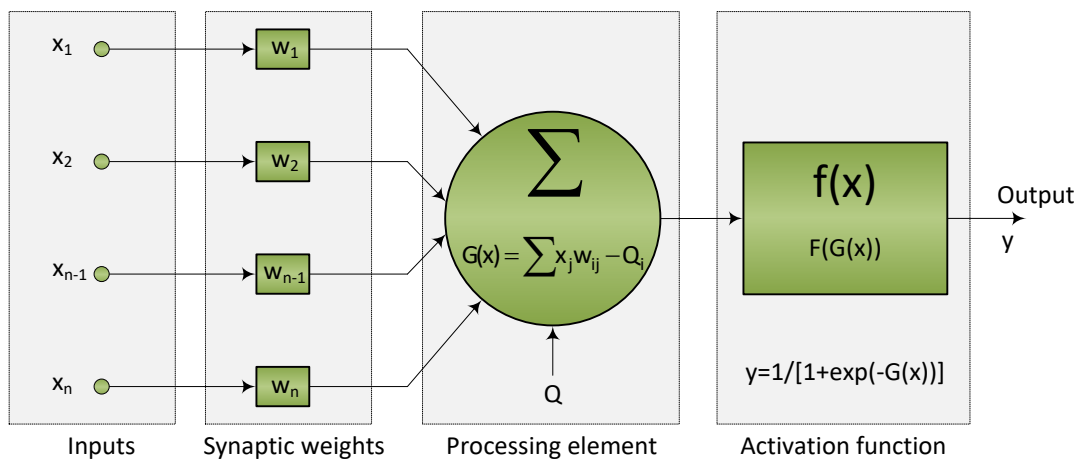 x₁
w₁
x₂
w₂
∑
f(x)
Output
G(x)=∑xⱼwᵢⱼ−Qᵢ
F(G(x))
y
xₙ₋₁
wₙ₋₁
xₙ
wₙ
Q
y=1/[1+exp(-G(x))]
Inputs
Synaptic weights
Processing element
Activation function